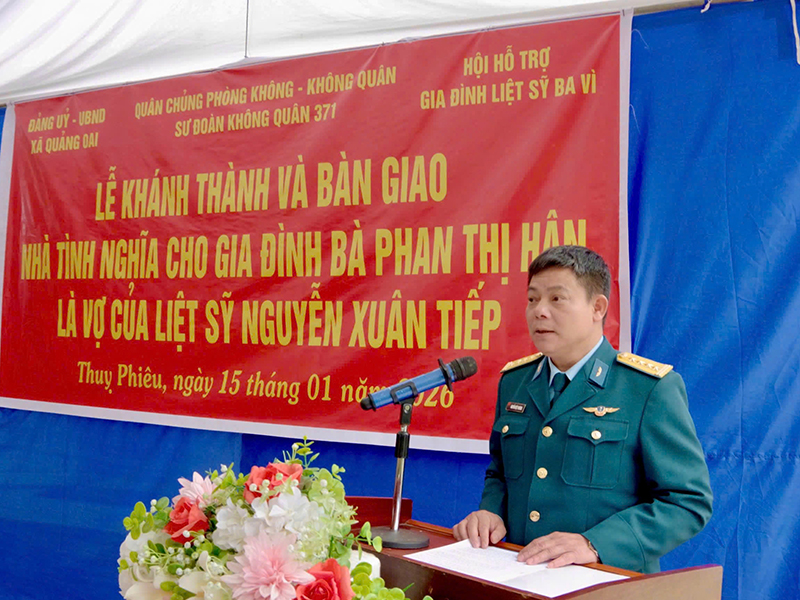 ĐẢNG UỶ - UBND
XÃ QUẢNG OAI
QUÂN CHỦNG PHÒNG KHÔNG - KHÔNG QUÂN
SƯ ĐOÀN KHÔNG QUÂN 371
HỘI HỖ TRỢ
GIA ĐÌNH LIỆT SỸ BA VÌ
LỄ KHÁNH THÀNH VÀ BÀN GIAO
NHÀ TÌNH NGHĨA CHO GIA ĐÌNH BÀ PHAN THỊ HÂN
LÀ VỢ CỦA LIỆT SỸ NGUYỄN XUÂN TIẾP
Thuỵ Phiêu, ngày 15 tháng 01 năm 2026